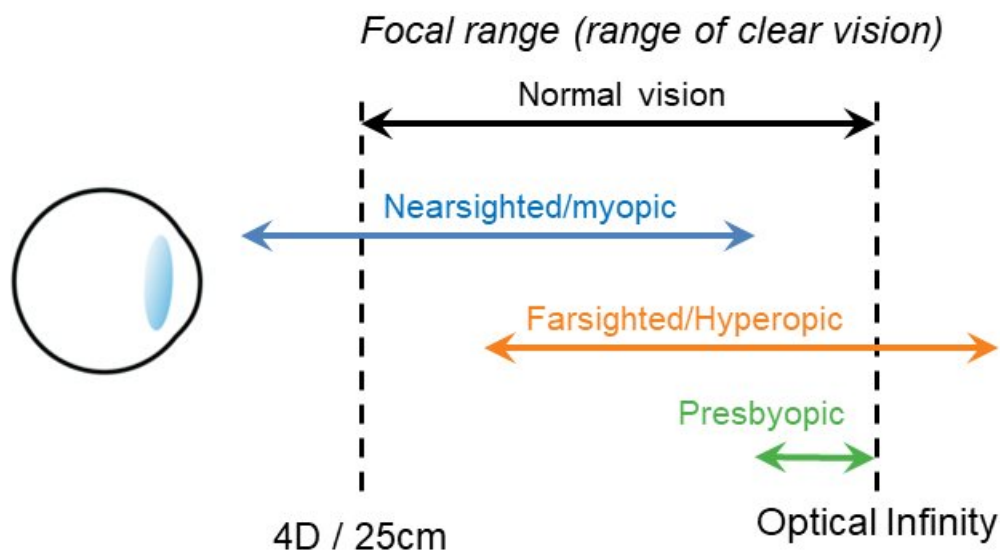 Focal range (range of clear vision)
Normal vision
Nearsighted/myopic
Farsighted/Hyperopic
Presbyopic
4D / 25cm
Optical Infinity